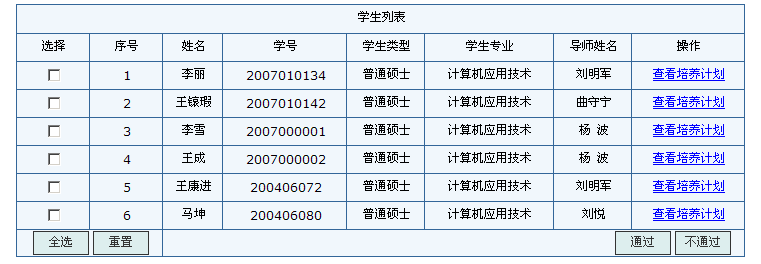 学生列表
选择 序号 姓名 学号 学生类型 学生专业 导师姓名 操作
1 李丽 2007010134 普通硕士 计算机应用技术 刘明军 查看培养计划
2 王镶瑕 2007010142 普通硕士 计算机应用技术 曲守宁 查看培养计划
3 李雪 2007000001 普通硕士 计算机应用技术 杨 波 查看培养计划
4 王成 2007000002 普通硕士 计算机应用技术 杨 波 查看培养计划
5 王康进 200406072 普通硕士 计算机应用技术 刘明军 查看培养计划
6 马坤 200406080 普通硕士 计算机应用技术 刘悦 查看培养计划
全选 重置 通过 不通过